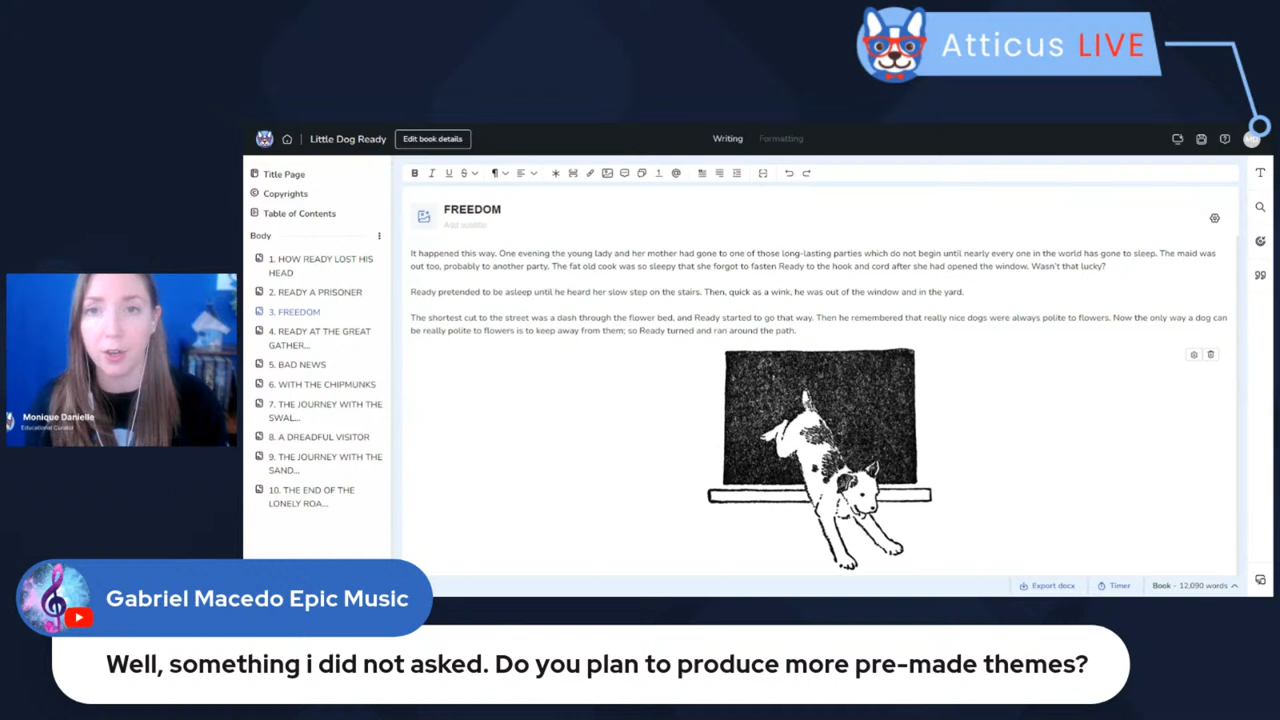 Atticus LIVE
Little Dog Ready
Edit book details
Writing
Formatting
Title Page
Copyrights
Table of Contents
Body
1. HOW READY LOST HIS
HEAD
2. READY A PRISONER
3. FREEDOM
4. READY AT THE GREAT
GATHER...
5. BAD NEWS
6. WITH THE CHIPMUNKS
7. THE JOURNEY WITH THE
SWAL...
8. A DREADFUL VISITOR
9. THE JOURNEY WITH THE
SAND...
10. THE END OF THE
LONELY ROA...
B I U S
FREEDOM
Add subtitle
It happened this way. One evening the young lady and her mother had gone to one of those long-lasting parties which do not begin until nearly every one in the world has gone to sleep. The maid was
out too, probably to another party. The fat old cook was so sleepy that she forgot to fasten Ready to the hook and cord after she had opened the window. Wasn't that lucky?
Ready pretended to be asleep until he heard her slow step on the stairs. Then, quick as a wink, he was out of the window and in the yard.
The shortest cut to the street was a dash through the flower bed, and Ready started to go that way. Then he remembered that really nice dogs were always polite to flowers. Now the only way a dog can
be really polite to flowers is to keep away from them; so Ready turned and ran around the path.
Export docx
Timer
Book - 12,090 words
Monique Danielle
Educational Curator
Gabriel Macedo Epic Music
Well, something i did not asked. Do you plan to produce more pre-made themes?